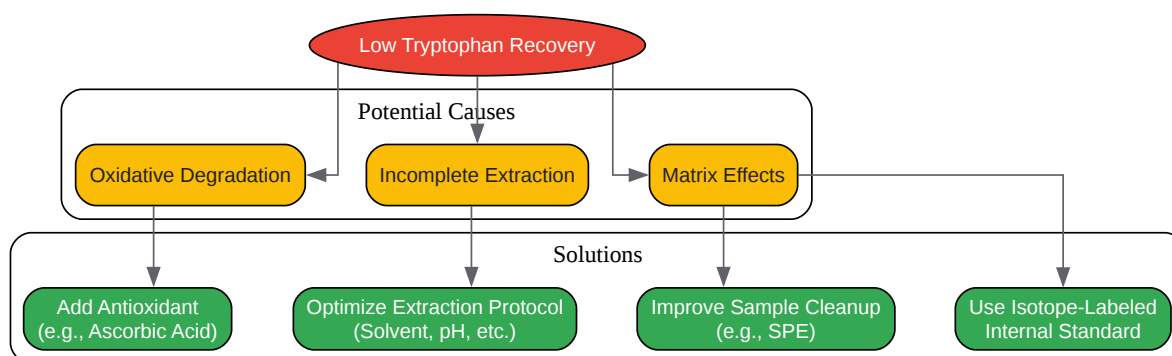 Low Tryptophan Recovery
Potential Causes
Oxidative Degradation
Incomplete Extraction
Matrix Effects
Solutions
Add Antioxidant
(e.g., Ascorbic Acid)
Optimize Extraction Protocol
(Solvent, pH, etc.)
Improve Sample Cleanup
(e.g., SPE)
Use Isotope-Labeled
Internal Standard